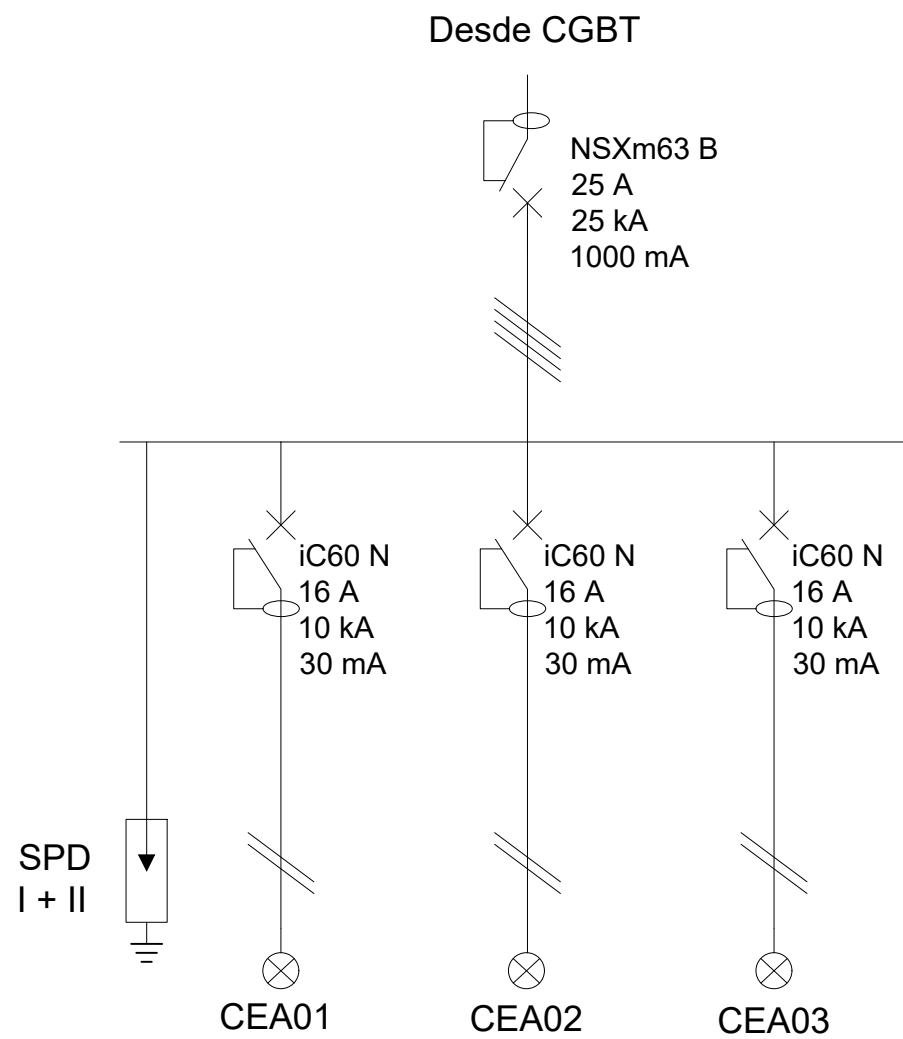 Desde CGBT
NSXm63 B
25 A
25 kA
1000 mA
iC60 N
16 A
10 kA
30 mA
iC60 N
16 A
10 kA
30 mA
iC60 N
16 A
10 kA
30 mA
SPD
I + II
CEA01
CEA02
CEA03